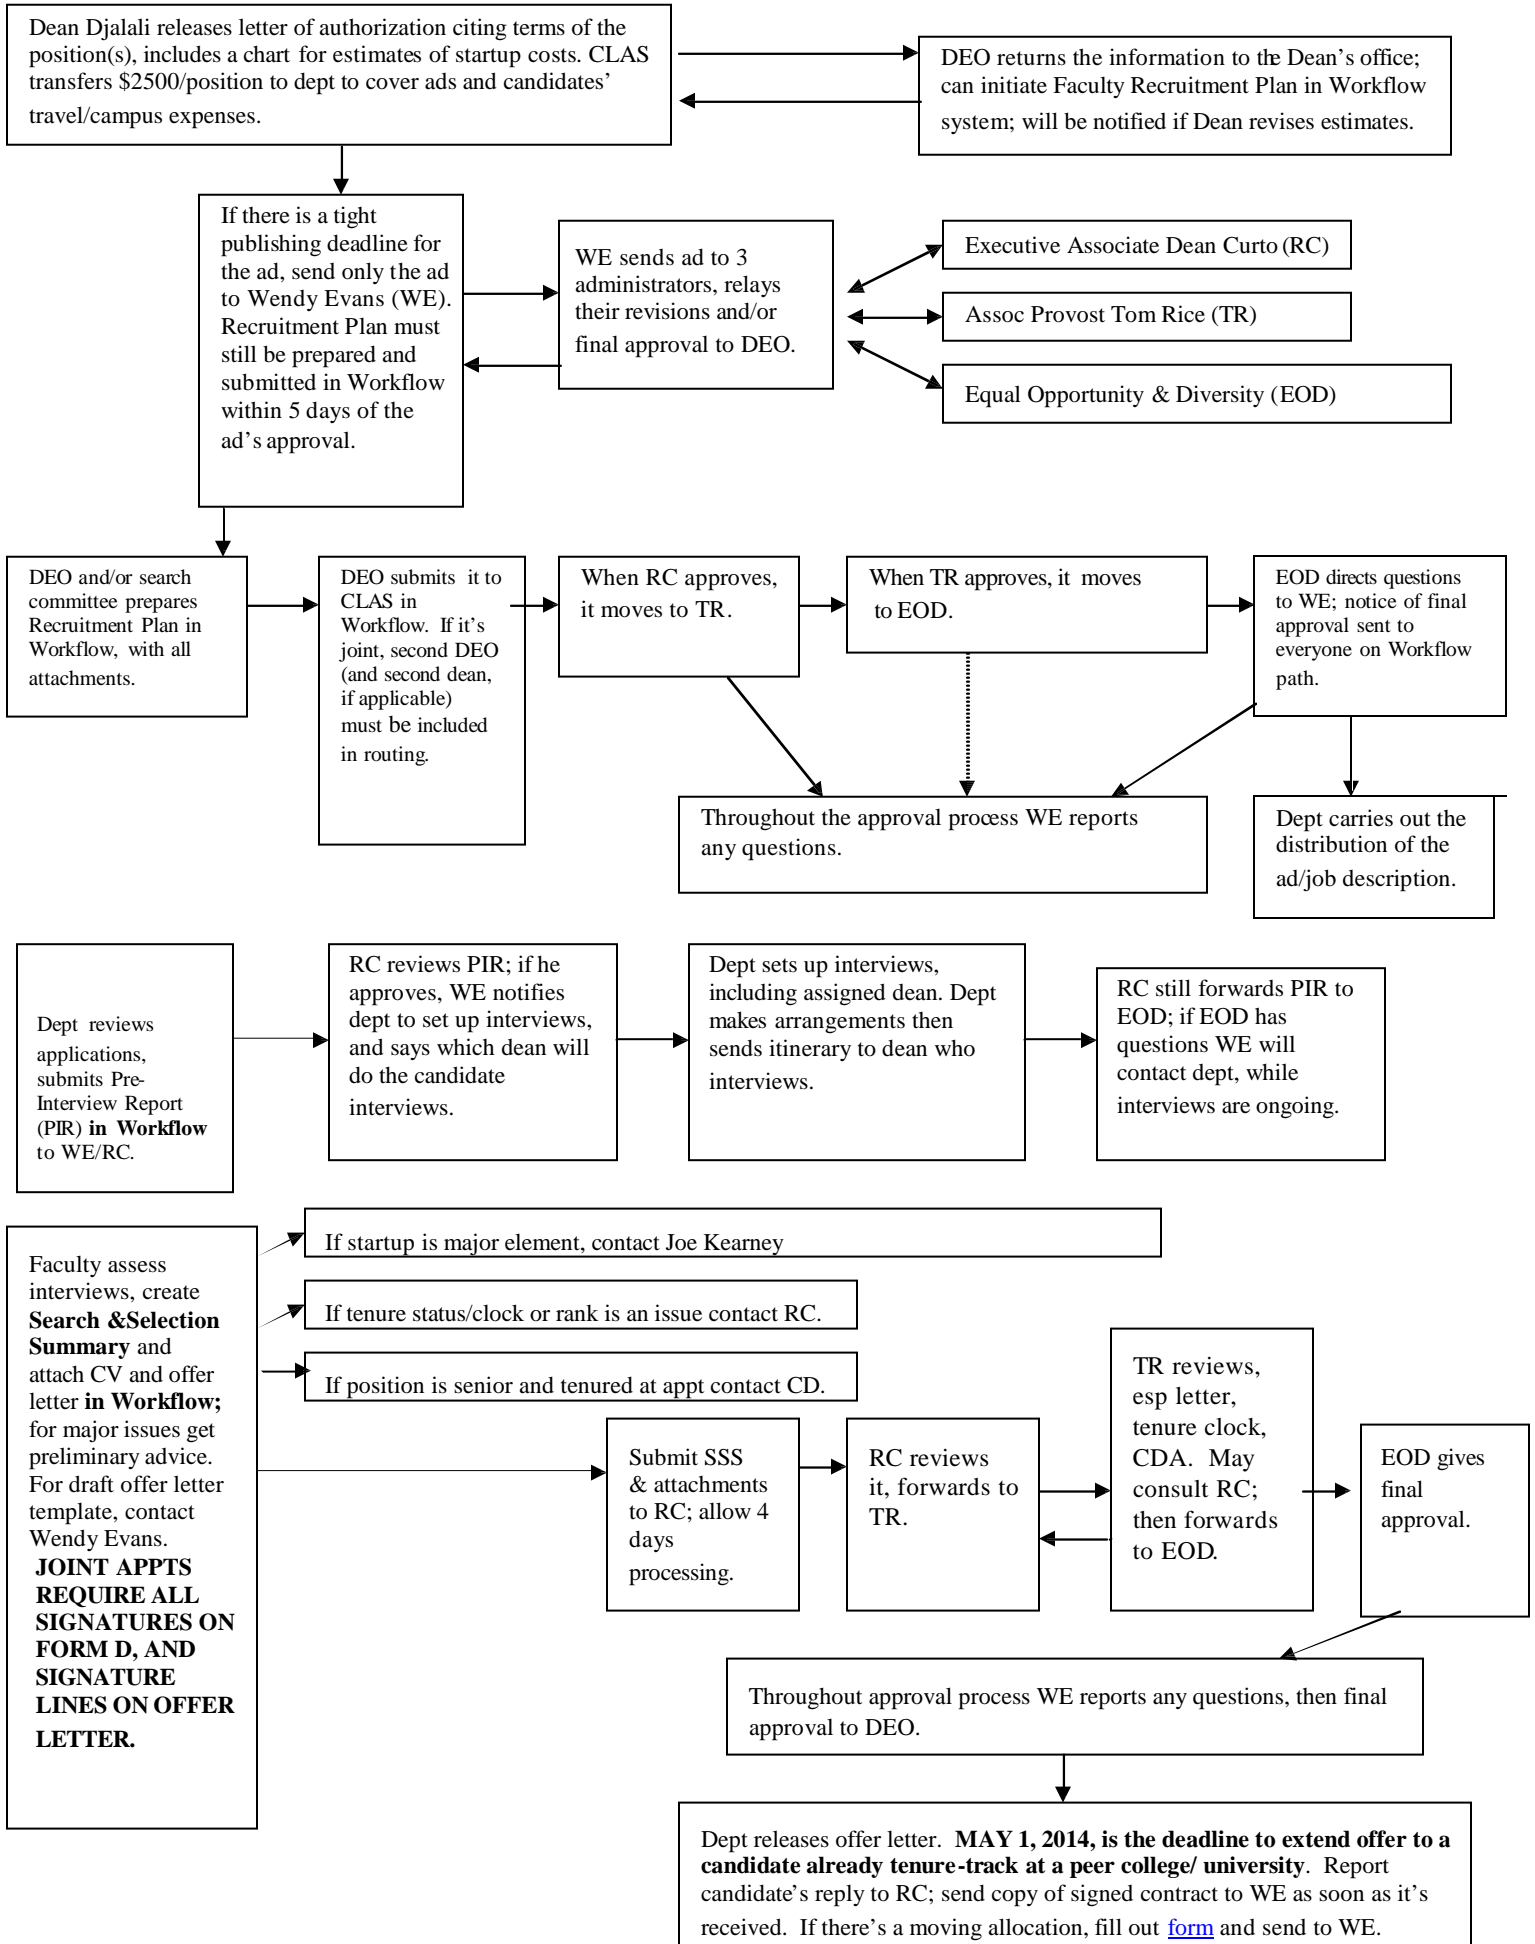 Dean Djalali releases letter of authorization citing terms of the
position(s), includes a chart for estimates of startup costs. CLAS
transfers $2500/position to dept to cover ads and candidates’
travel/campus expenses.
DEO returns the information to the Dean’s office;
can initiate Faculty Recruitment Plan in Workflow
system; will be notified if Dean revises estimates.
If there is a tight
publishing deadline for
the ad, send only the ad
to Wendy Evans (WE).
Recruitment Plan must
still be prepared and
submitted in Workflow
within 5 days of the
ad’s approval.
WE sends ad to 3
administrators, relays
their revisions and/or
final approval to DEO.
Executive Associate Dean Curto (RC)
Assoc Provost Tom Rice (TR)
Equal Opportunity & Diversity (EOD)
DEO and/or search
committee prepares
Recruitment Plan in
Workflow, with all
attachments.
DEO submits it to
CLAS in
Workflow. If it’s
joint, second DEO
(and second dean,
if applicable)
must be included
in routing.
When RC approves,
it moves to TR.
When TR approves, it moves
to EOD.
EOD directs questions
to WE; notice of final
approval sent to
everyone on Workflow
path.
Throughout the approval process WE reports
any questions.
Dept carries out the
distribution of the
ad/job description.
Dept reviews
applications,
submits Pre-
Interview Report
(PIR) in Workflow
to WE/RC.
RC reviews PIR; if he
approves, WE notifies
dept to set up interviews,
and says which dean will
do the candidate
interviews.
Dept sets up interviews,
including assigned dean. Dept
makes arrangements then
sends itinerary to dean who
interviews.
RC still forwards PIR to
EOD; if EOD has
questions WE will
contact dept, while
interviews are ongoing.
Faculty assess
interviews, create
Search &Selection
Summary and
attach CV and offer
letter in Workflow;
for major issues get
preliminary advice.
For draft offer letter
template, contact
Wendy Evans.
JOINT APPTS
REQUIRE ALL
SIGNATURES ON
FORM D, AND
SIGNATURE
LINES ON OFFER
LETTER.
If startup is major element, contact Joe Kearney
If tenure status/clock or rank is an issue contact RC.
If position is senior and tenured at appt contact CD.
Submit SSS
& attachments
to RC; allow 4
days
processing.
RC reviews
it, forwards to
TR.
TR reviews,
esp letter,
tenure clock,
CDA. May
consult RC;
then forwards
to EOD.
EOD gives
final
approval.
Throughout approval process WE reports any questions, then final
approval to DEO.
Dept releases offer letter. MAY 1, 2014, is the deadline to extend offer to a
candidate already tenure-track at a peer college/ university. Report
candidate’s reply to RC; send copy of signed contract to WE as soon as it’s
received. If there’s a moving allocation, fill out form and send to WE.